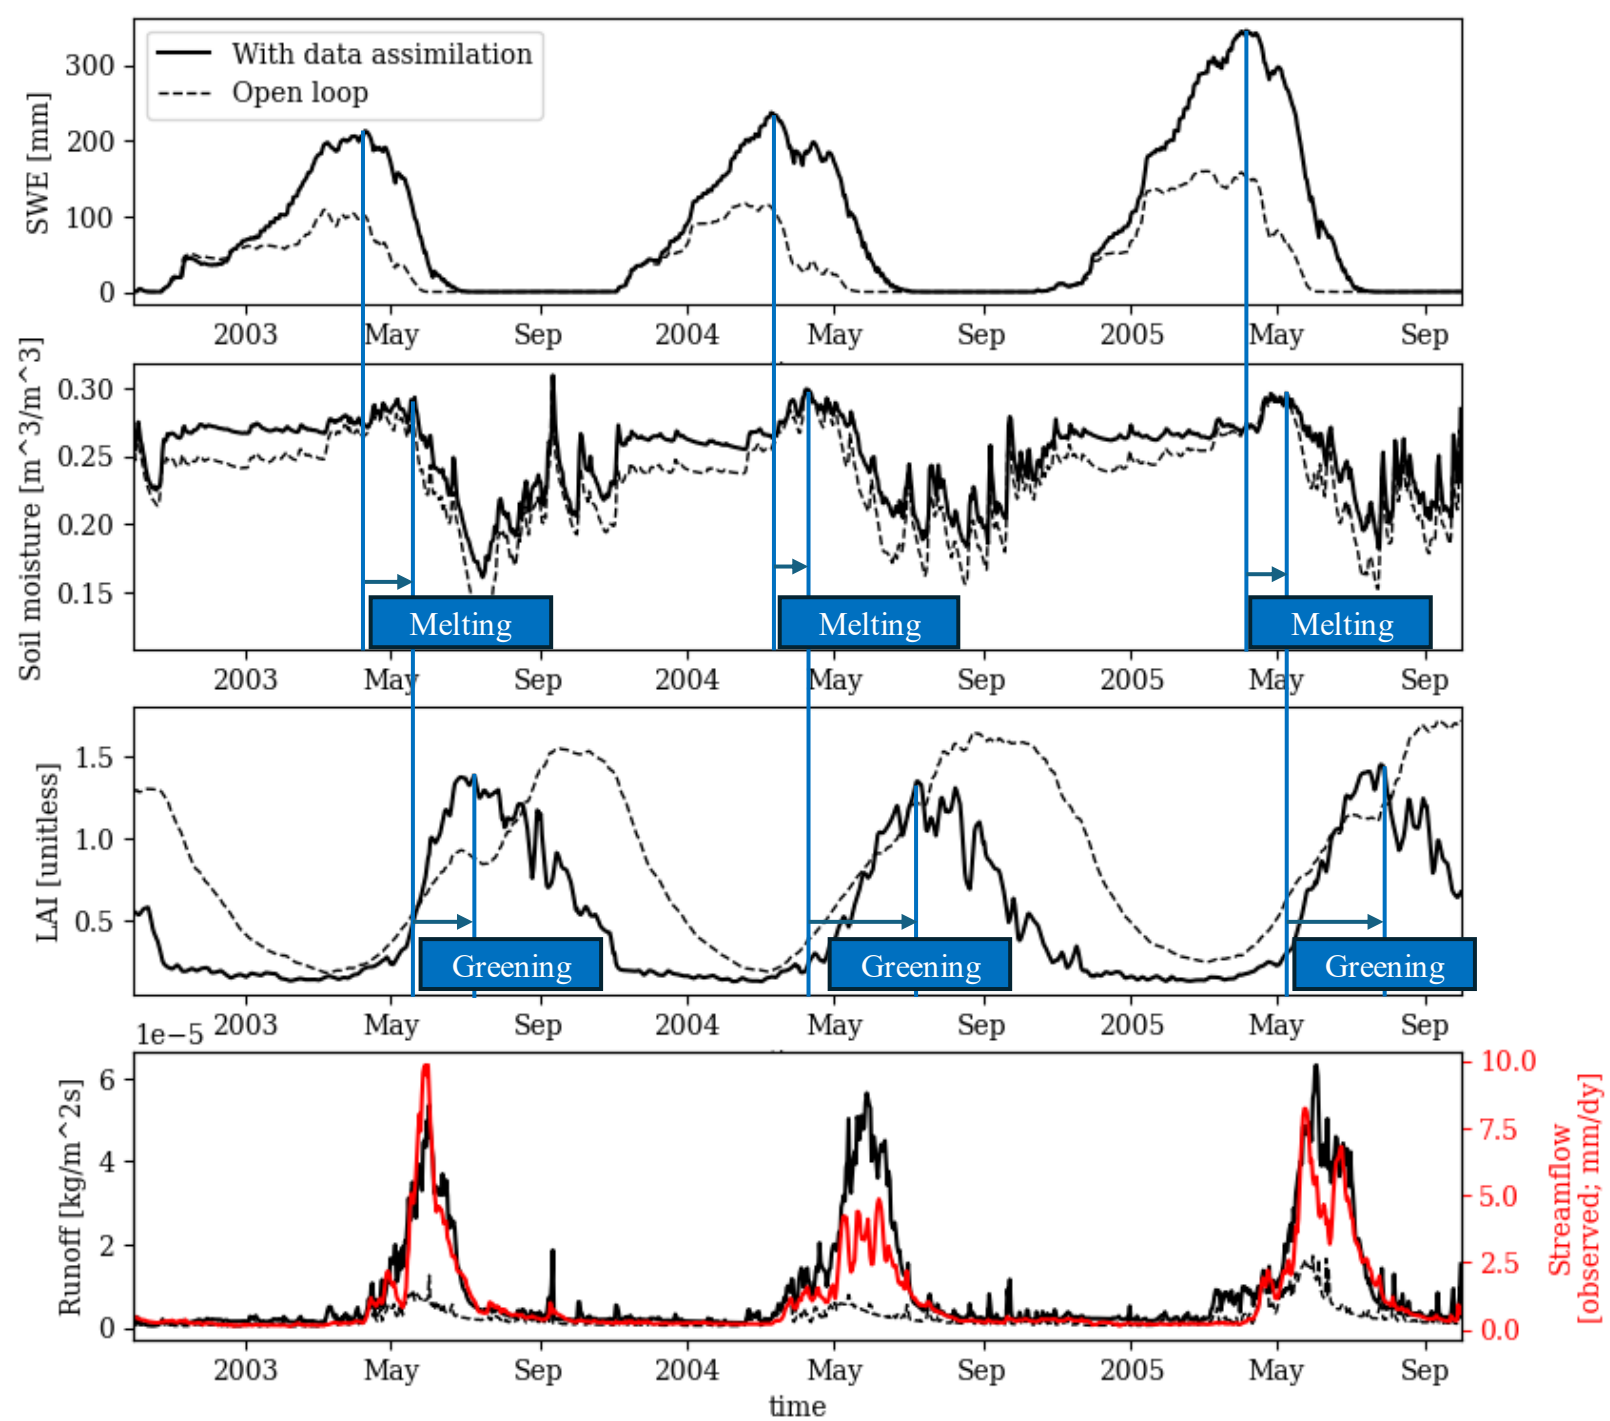 With data assimilation
Open loop
SWE [mm]
300
200
100
0
2003 May Sep 2004 May Sep 2005 May Sep
Soil moisture [m^3/m^3]
0.30
0.25
0.20
0.15
Melting Melting Melting
2003 May Sep 2004 May Sep 2005 May Sep
LAI [unitless]
1.5
1.0
0.5
Greening Greening Greening
2003 May Sep 2004 May Sep 2005 May Sep
1e−5
Runoff [kg/m^2s]
6
4
2
0
10.0
7.5
5.0
2.5
0.0
Streamflow
[observed; mm/dy]
2003 May Sep 2004 May Sep 2005 May Sep
time